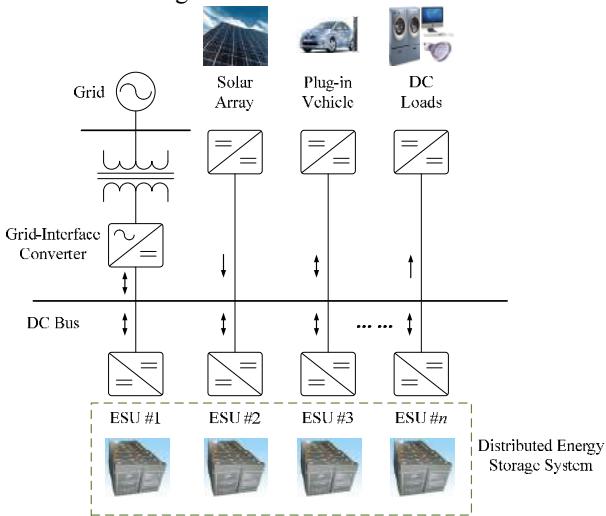 Grid
Solar
Array
Plug-in
Vehicle
DC
Loads
Grid-Interface
Converter
DC Bus
... ...
ESU #1
ESU #2
ESU #3
ESU #n
Distributed Energy
Storage System